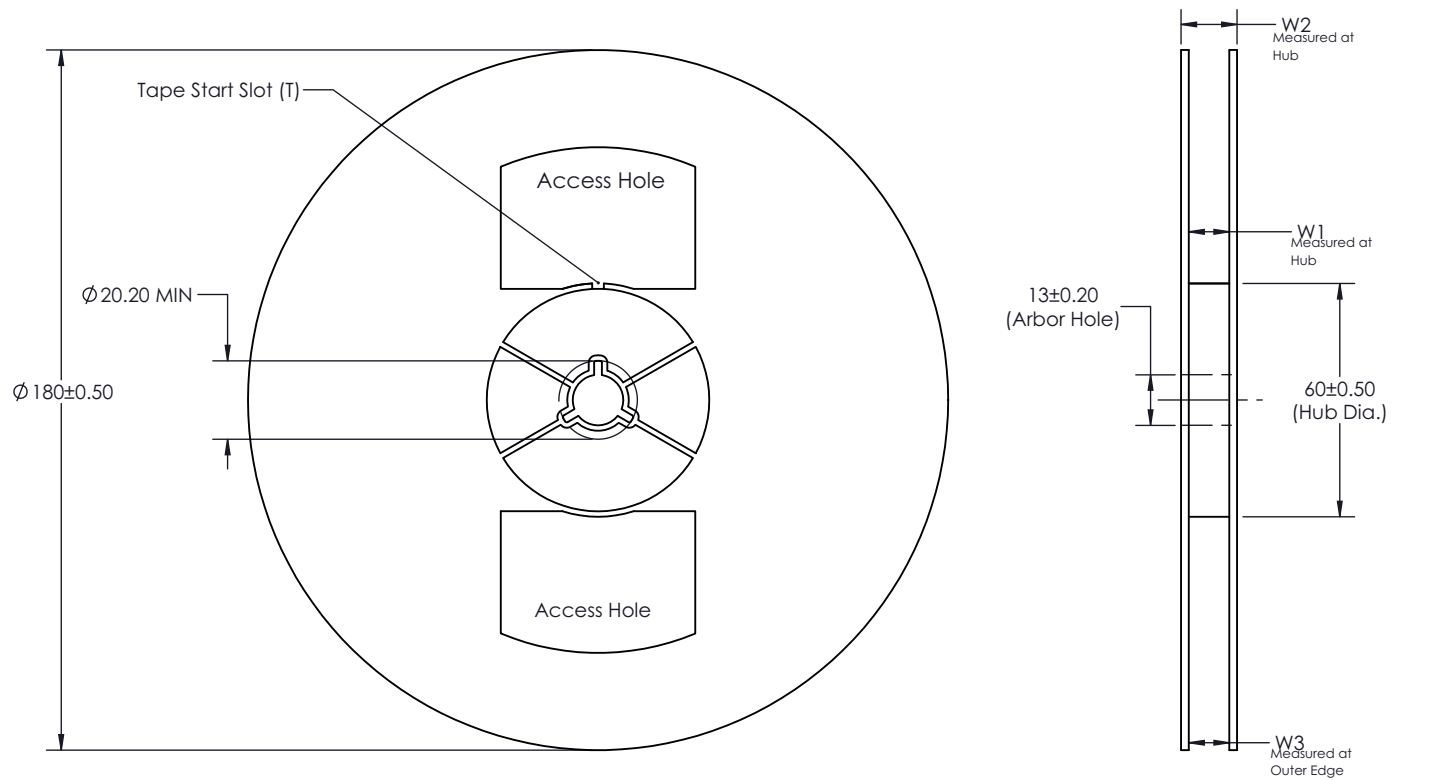 W2
Measured at
Hub
Tape Start Slot (T)
Access Hole
W1
Measured at
Hub
Ø20.20 MIN
13±0.20
(Arbor Hole)
Ø180±0.50
60±0.50
(Hub Dia.)
Access Hole
W3
Measured at
Outer Edge